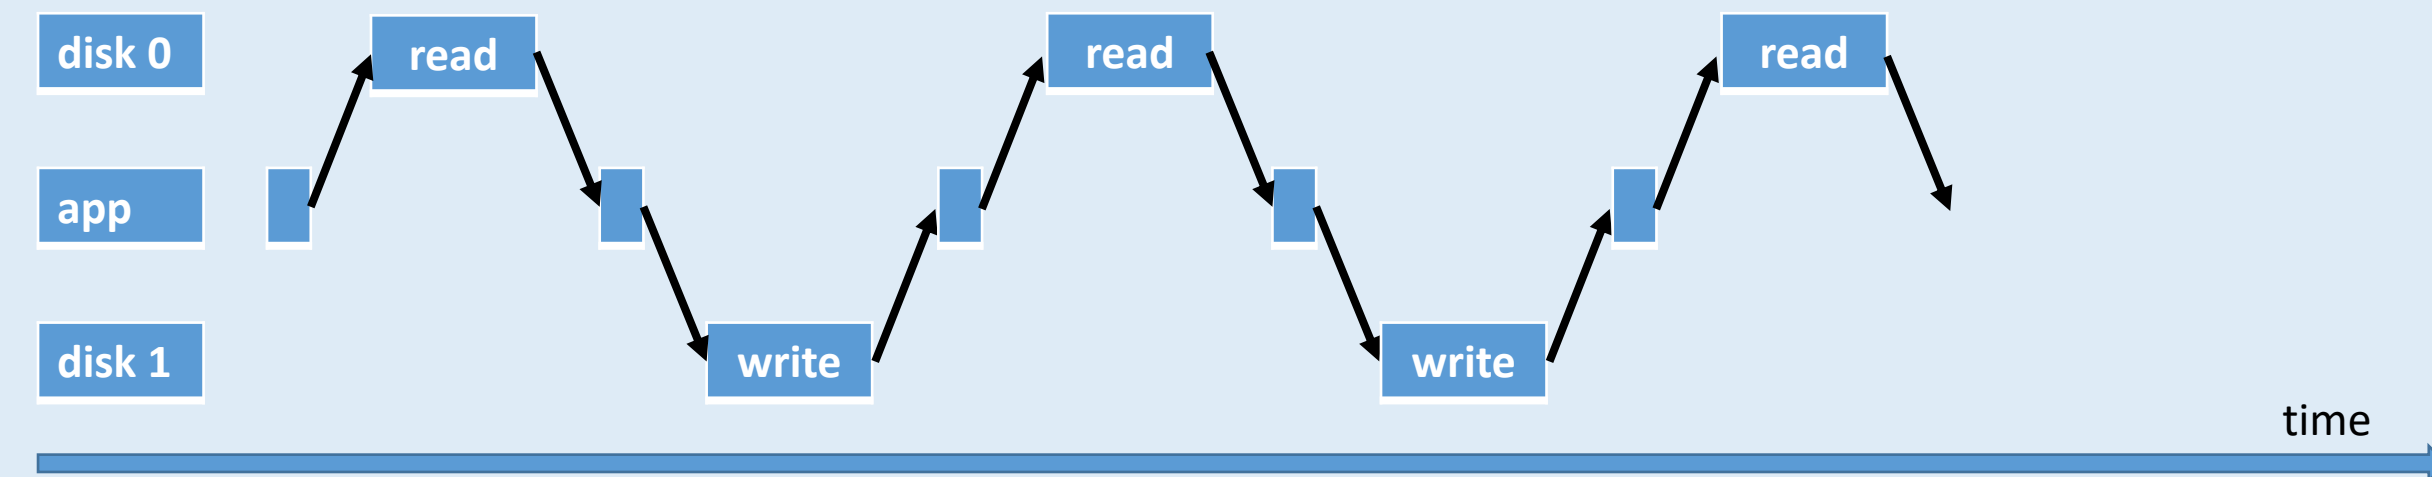 disk 0
read
read
read
app
disk 1
write
write
time